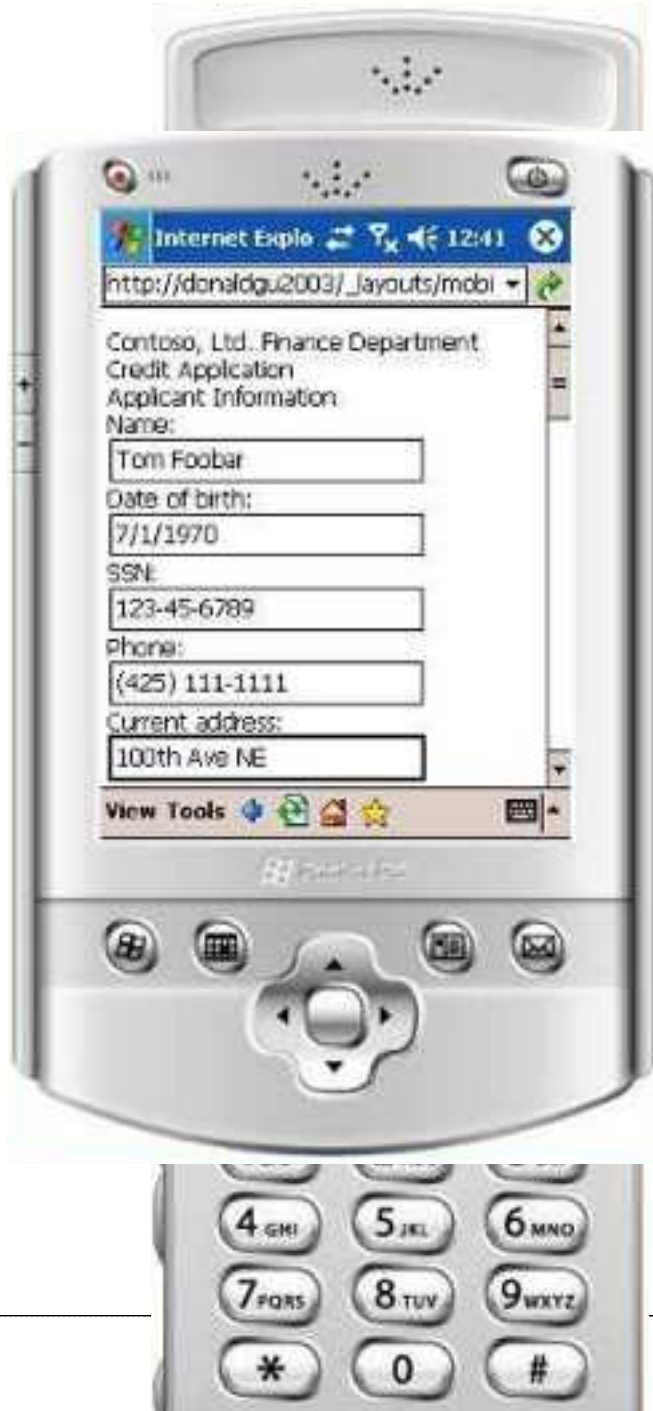 Internet Explo 12:41
http://donaldgu2003/_layouts/mobi
Contoso, Ltd. Finance Department
Credit Application
Applicant Information
Name:
Tom Foobar
Date of birth:
7/1/1970
SSN:
123-45-6789
Phone:
(425) 111-1111
Current address:
100th Ave NE
View Tools
4 GHI 5 JKL 6 MNO
7 PQRS 8 TUV 9 WXYZ
* 0 #